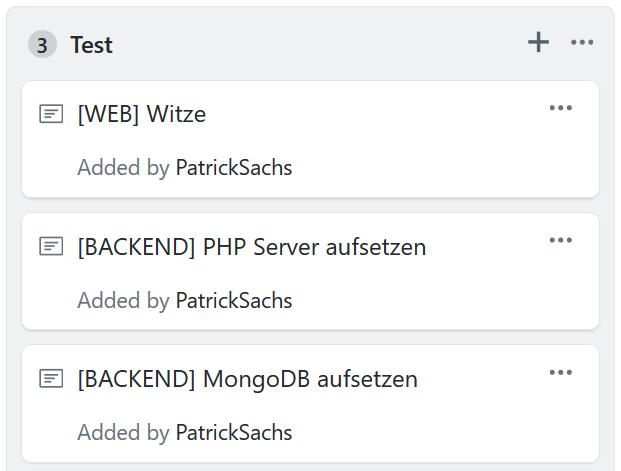 3 Test
[WEB] Witze
Added by PatrickSachs
[BACKEND] PHP Server aufsetzen
Added by PatrickSachs
[BACKEND] MongoDB aufsetzen
Added by PatrickSachs